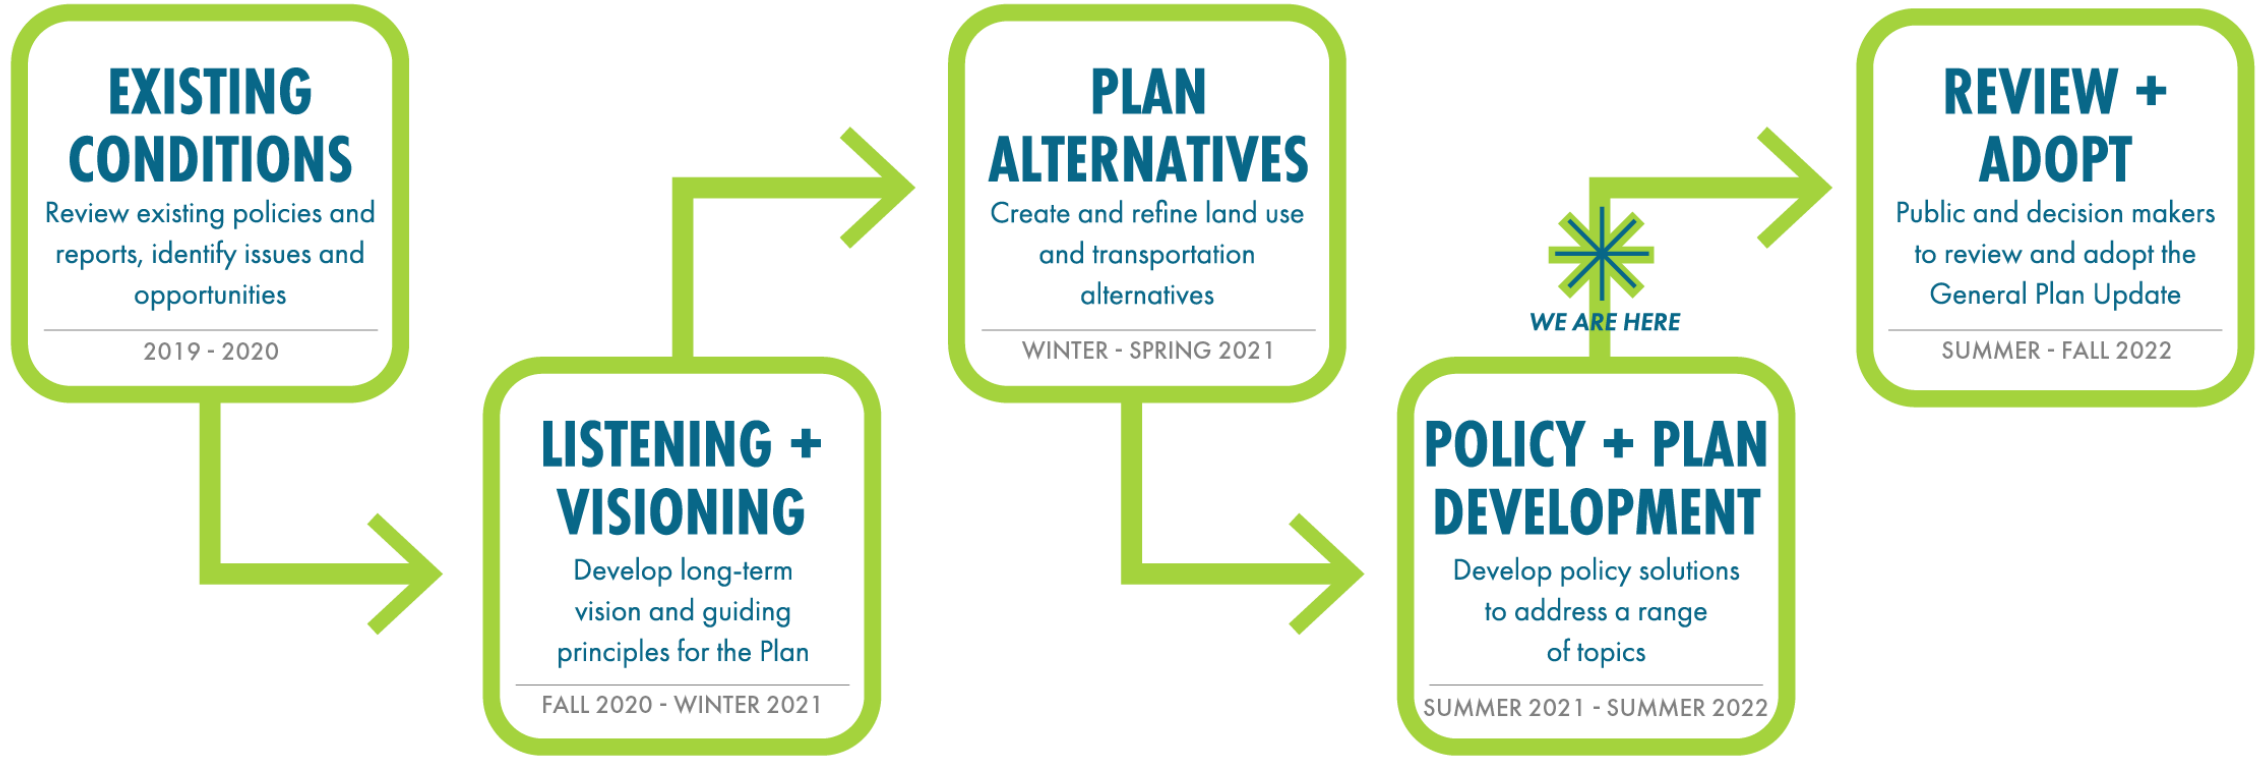 EXISTING
CONDITIONS
Review existing policies and
reports, identify issues and
opportunities
2019 - 2020
LISTENING +
VISIONING
Develop long-term
vision and guiding
principles for the Plan
FALL 2020 - WINTER 2021
PLAN
ALTERNATIVES
Create and refine land use
and transportation
alternatives
WINTER - SPRING 2021
WE ARE HERE
POLICY + PLAN
DEVELOPMENT
Develop policy solutions
to address a range
of topics
SUMMER 2021 - SUMMER 2022
REVIEW +
ADOPT
Public and decision makers
to review and adopt the
General Plan Update
SUMMER - FALL 2022